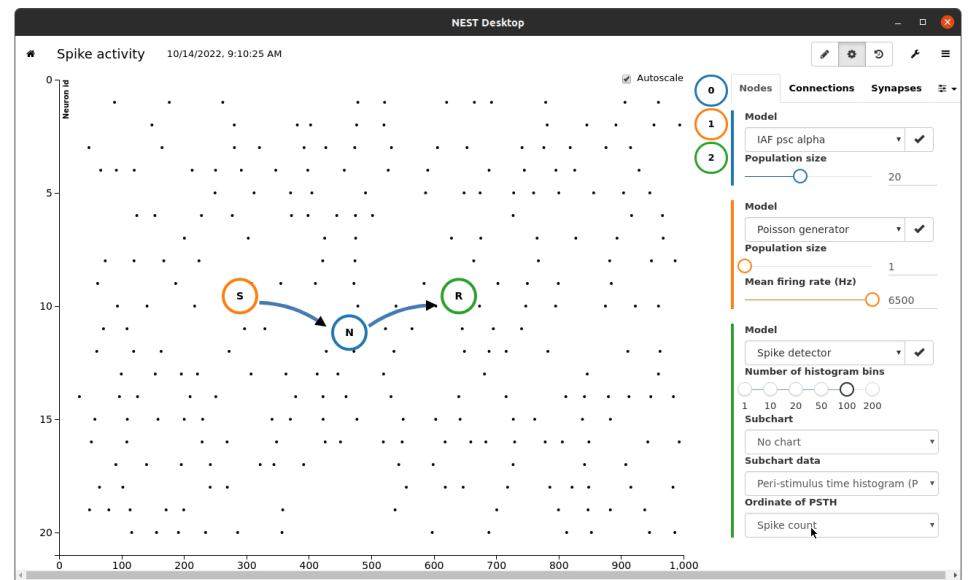 NEST Desktop
Spike activity
10/14/2022, 9:10:25 AM
Autoscale
Neuron id
0
5
10
15
20
0
100
200
300
400
500
600
700
800
900
1,000
S
N
R
0
1
2
Nodes
Connections
Synapses
Model
IAF psc alpha
Population size
20
Model
Poisson generator
Population size
1
Mean firing rate (Hz)
6500
Model
Spike detector
Number of histogram bins
1 10 20 50 100 200
Subchart
No chart
Subchart data
Peri-stimulus time histogram (P
Ordinate of PSTH
Spike count